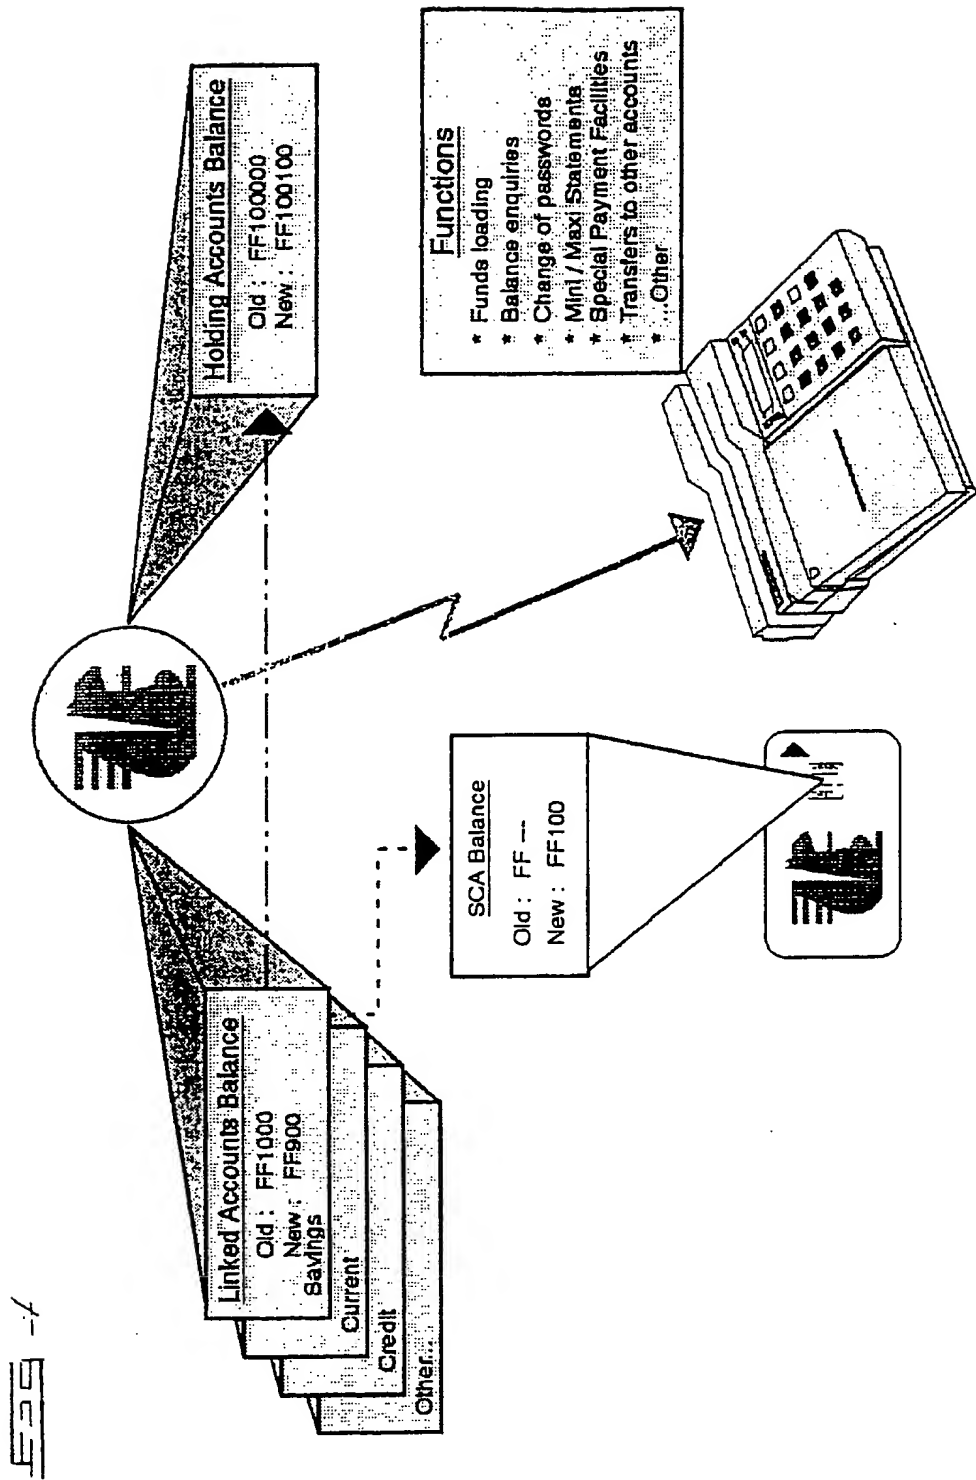 Linked Accounts Balance
Old : FF1000
New : FF900
Savings
Current
Credit
Other...
Holding Accounts Balance
Old : FF100000
New : FF100100
SCA Balance
Old : FF ---
New : FF100
Functions
* Funds loading
* Balance enquiries
* Change of passwords
* Mini / Maxi Statements
* Special Payment Facilities
* Transfers to other accounts
* ...Other